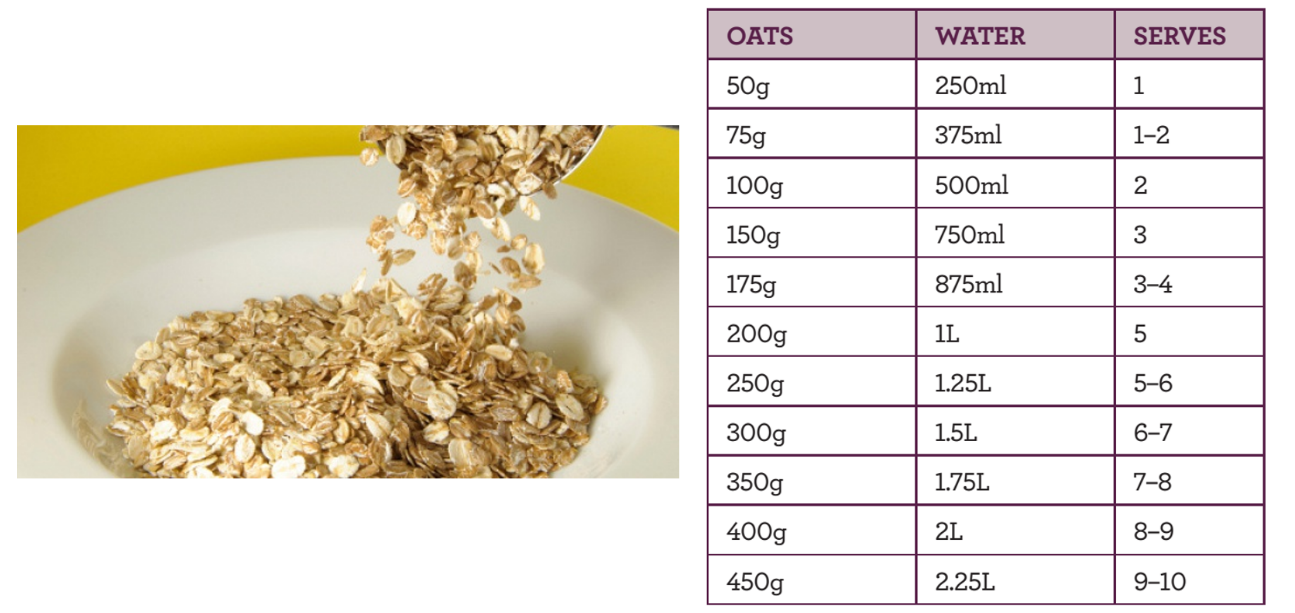 OATS WATER SERVES
50g 250ml 1
75g 375ml 1–2
100g 500ml 2
150g 750ml 3
175g 875ml 3–4
200g 1L 5
250g 1.25L 5–6
300g 1.5L 6–7
350g 1.75L 7–8
400g 2L 8–9
450g 2.25L 9–10